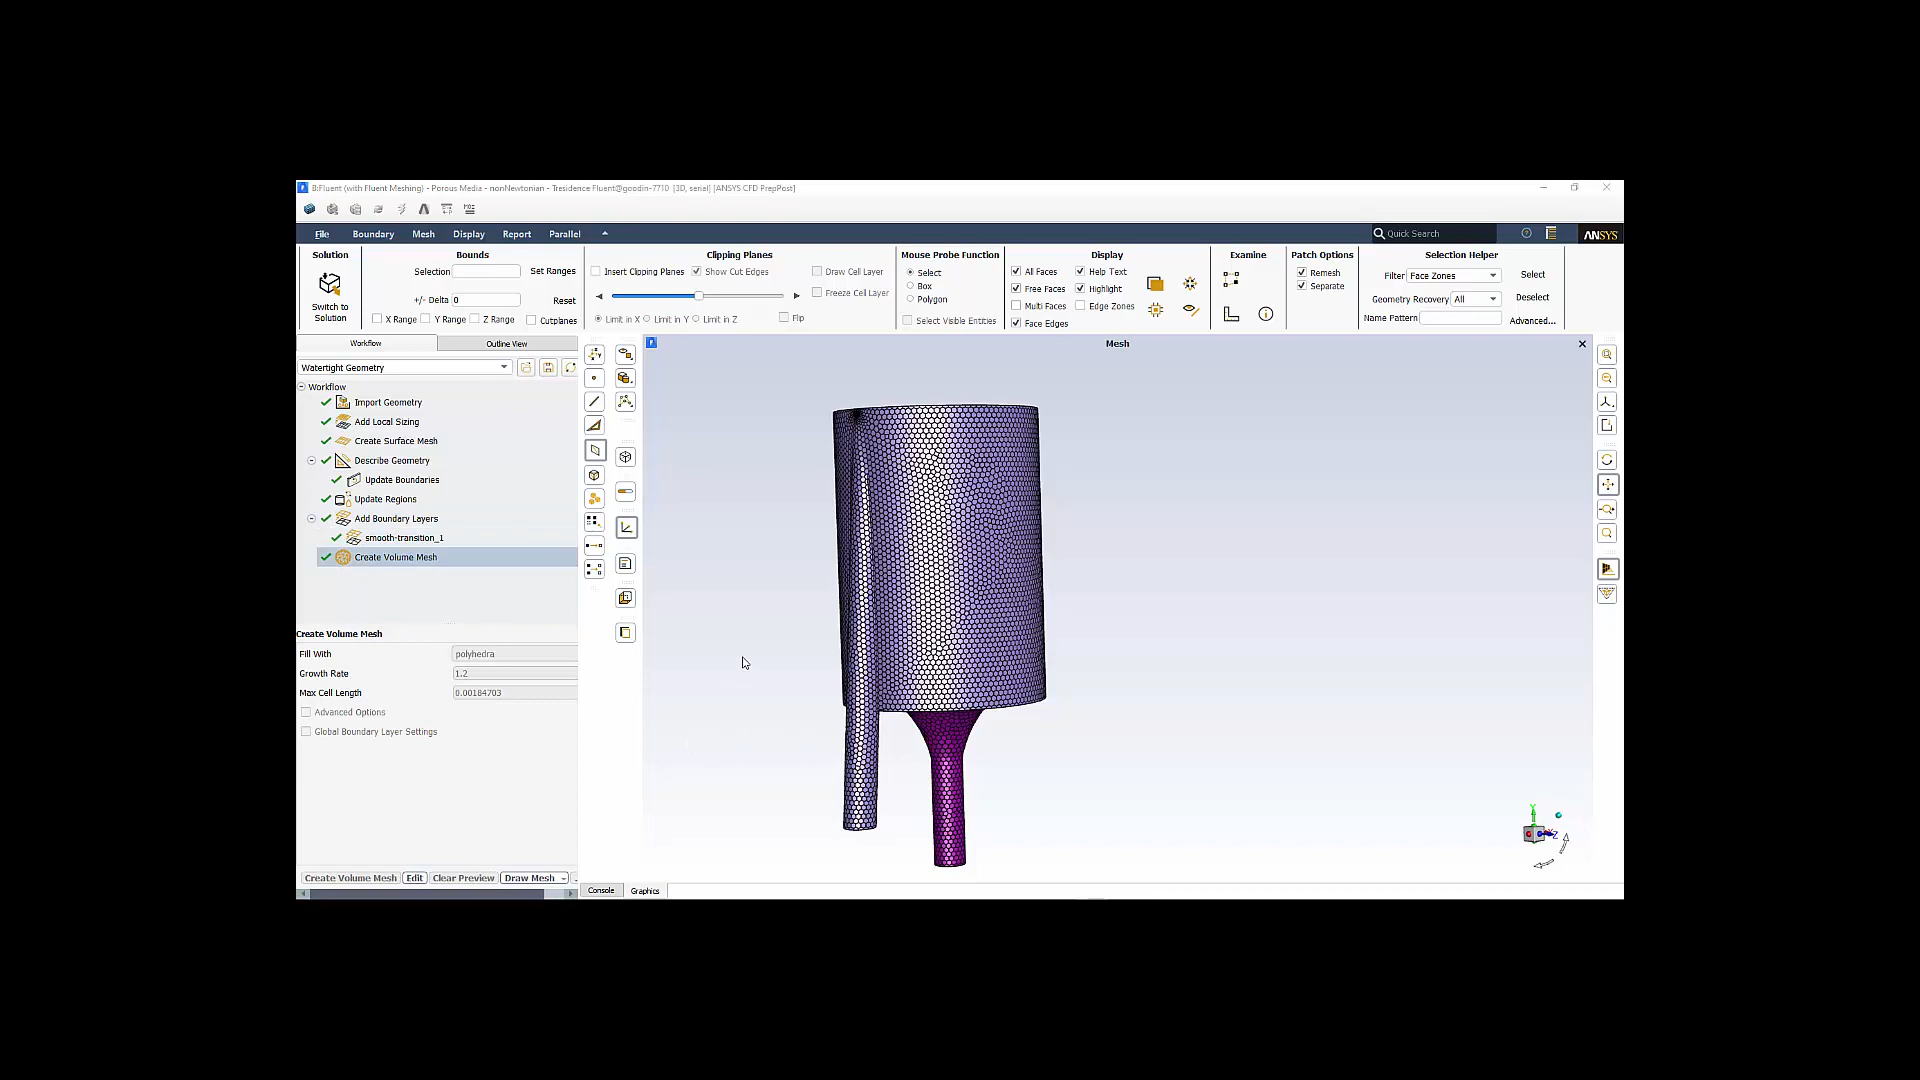 B:Fluent (with Fluent Meshing) - Porous Media - nonNewtonian - Tresidence Fluent@goodin-7710 [3D, serial] [ANSYS CFD PrepPost]
File Boundary Mesh Display Report Parallel
Quick Search
ANSYS
Solution
Switch to
Solution
Bounds
Selection
Set Ranges
+/- Delta 0
Reset
X Range Y Range Z Range Cutplanes
Clipping Planes
Insert Clipping Planes Show Cut Edges Draw Cell Layer
Freeze Cell Layer
Limit in X Limit in Y Limit in Z Flip
Mouse Probe Function
Select
Box
Polygon
Select Visible Entities
Display
All Faces Help Text
Free Faces Highlight
Multi Faces Edge Zones
Face Edges
Examine
Patch Options
Remesh
Separate
Selection Helper
Filter Face Zones Select
Geometry Recovery All Deselect
Name Pattern Advanced...
Workflow Outline View
Watertight Geometry
Workflow
Import Geometry
Add Local Sizing
Create Surface Mesh
Describe Geometry
Update Boundaries
Update Regions
Add Boundary Layers
smooth-transition_1
Create Volume Mesh
Create Volume Mesh
Fill With polyhedra
Growth Rate 1.2
Max Cell Length 0.00184703
Advanced Options
Global Boundary Layer Settings
Create Volume Mesh Edit Clear Preview Draw Mesh
Mesh
Y
Z
Console Graphics